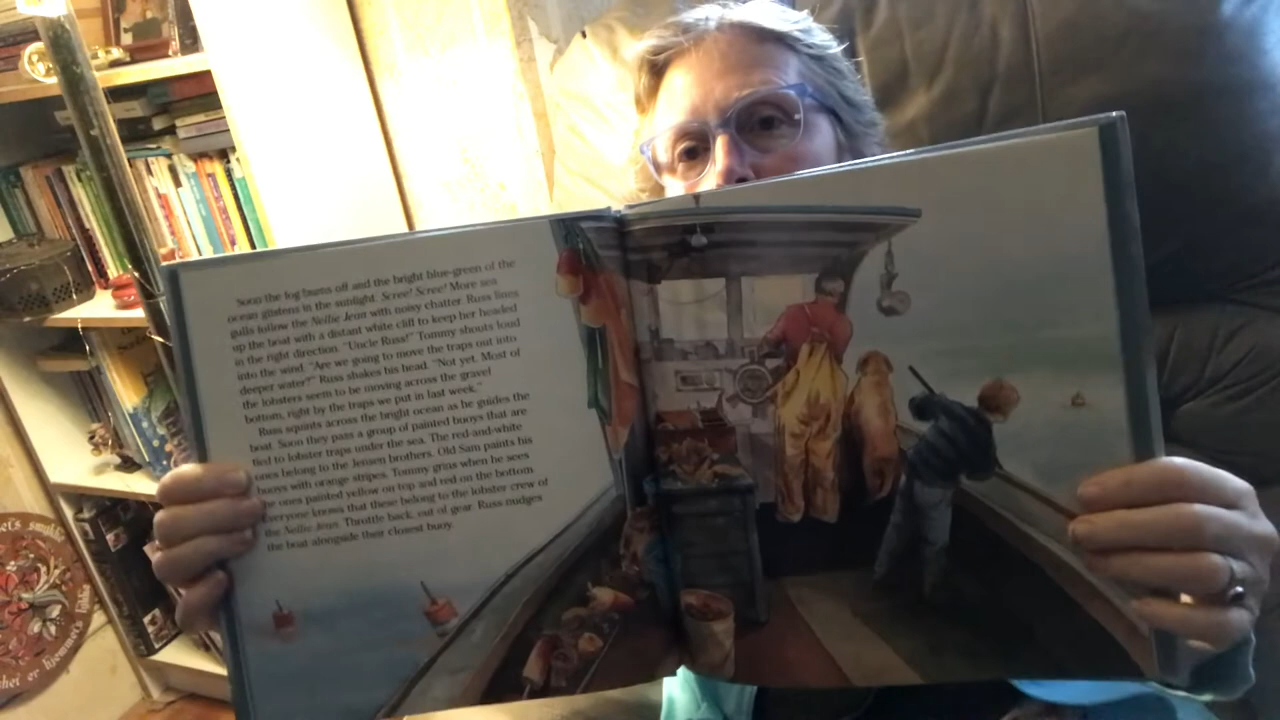 Soon the fog burns off and the bright blue-green of the
ocean glistens in the sunlight. Scree! Scree! More sea
gulls follow the Nellie Jean with noisy chatter. Russ lines
up the boat with a distant white cliff to keep her headed
in the right direction. "Uncle Russ!" Tommy shouts loud
into the wind. "Are we going to move the traps out into
deeper water?" Russ shakes his head. "Not yet. Most of
the lobsters seem to be moving across the gravel
bottom, right by the traps we put in last week."
Russ squints across the bright ocean as he guides the
boat. Soon they pass a group of painted buoys that are
tied to lobster traps under the sea. The red-and-white
ones belong to the Jensen brothers. Old Sam paints his
buoys with orange stripes. Tommy grins when he sees
the ones painted yellow on top and red on the bottom
everyone knows that these belong to the lobster crew of
the Nellie Jean. Throttle back, out of gear. Russ nudges
the boat alongside their closest buoy.
er hjemmets